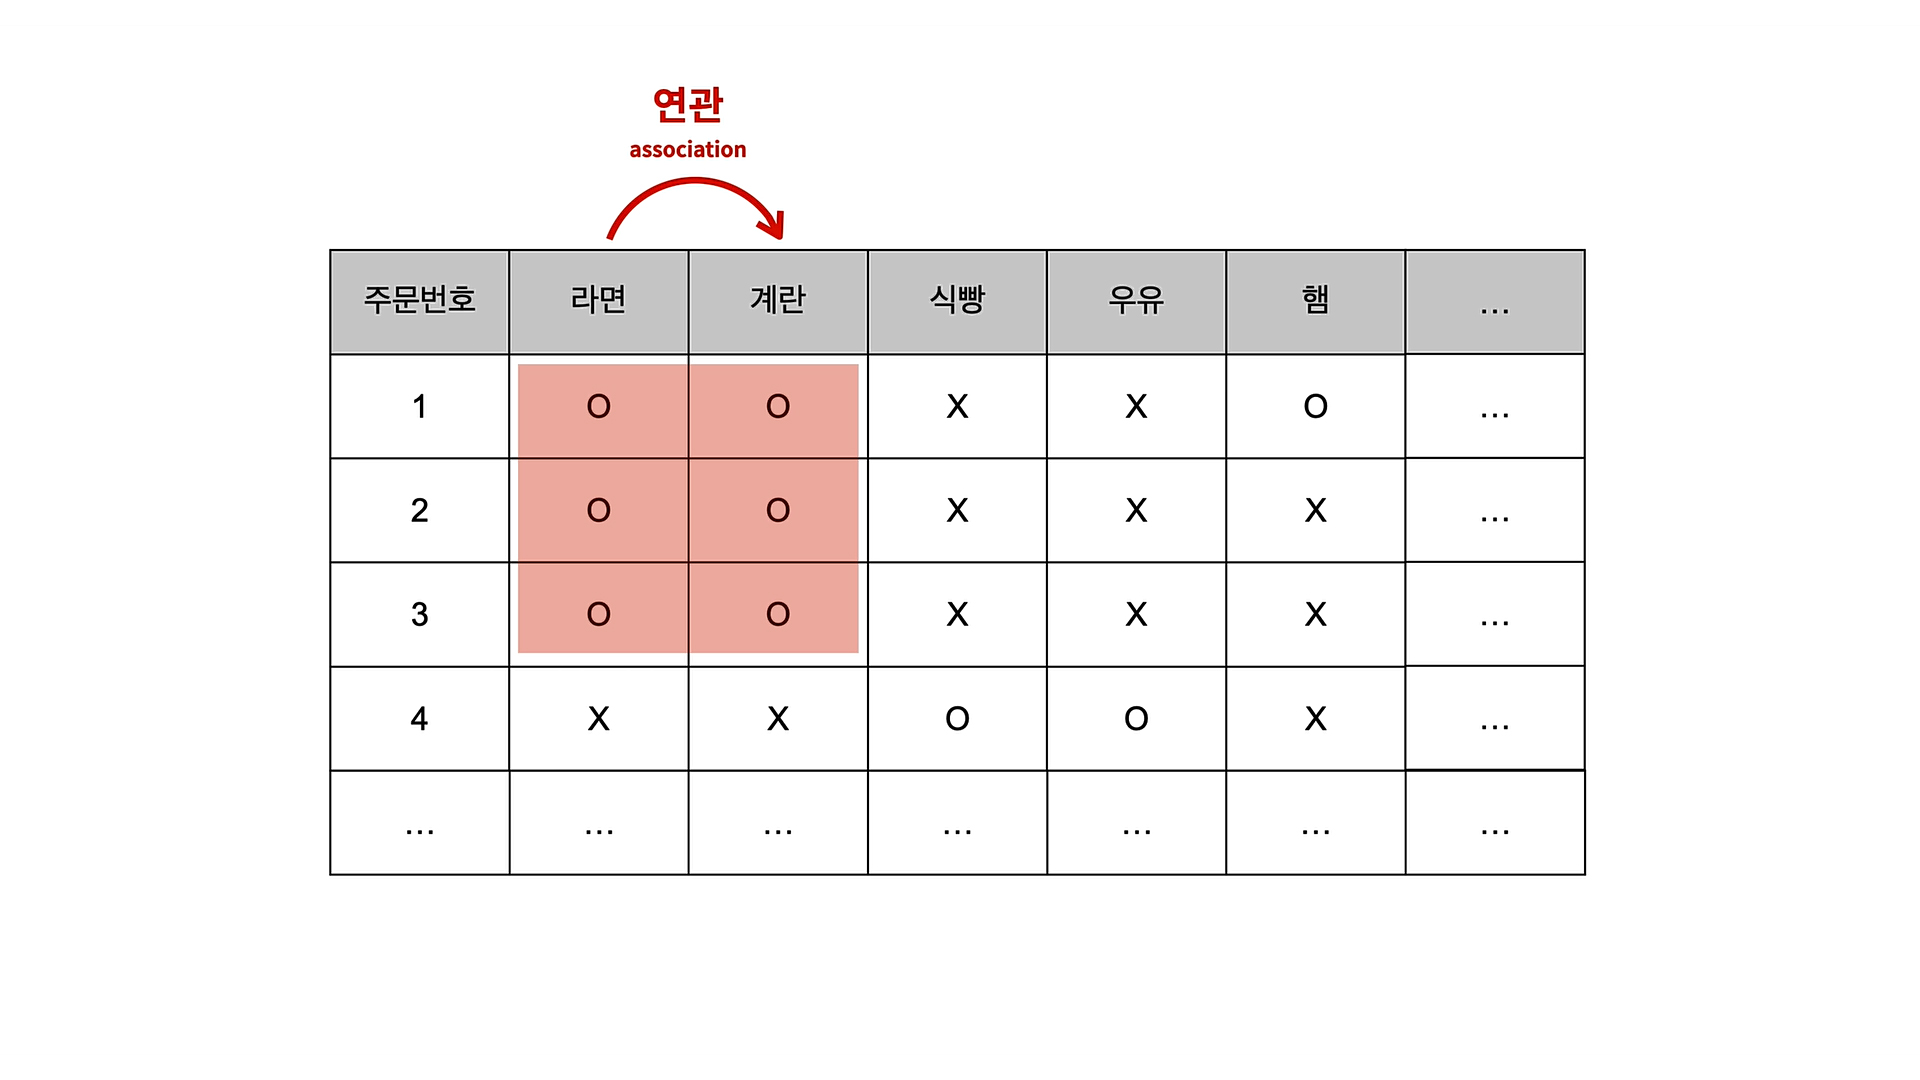 연관
association
주문번호 라면 계란 식빵 우유 햄 ...
1 O O X X O ...
2 O O X X X ...
3 O O X X X ...
4 X X O O X ...
... ... ... ... ... ... ...